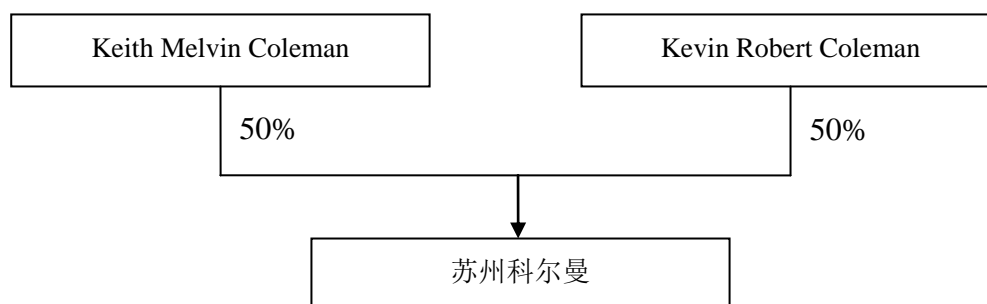 Keith Melvin Coleman
Kevin Robert Coleman
50%
50%
苏州科尔曼